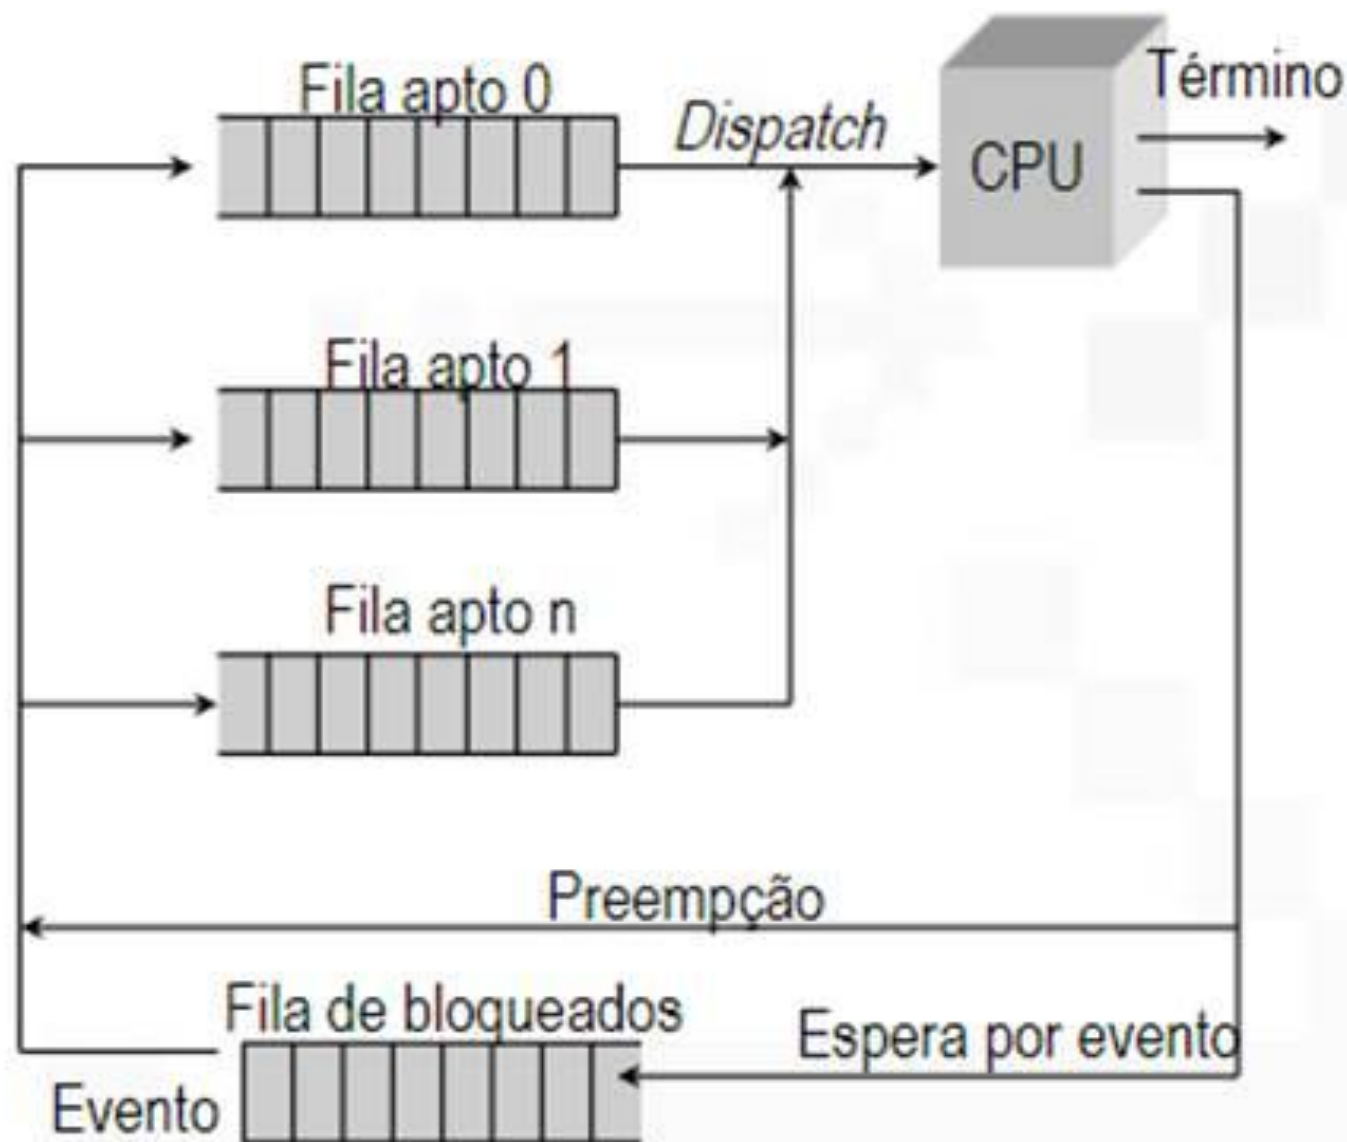 Fila apto 0
Dispatch
CPU
Término
Fila apto 1
Fila apto n
Preempção
Fila de bloqueados
Espera por evento
Evento